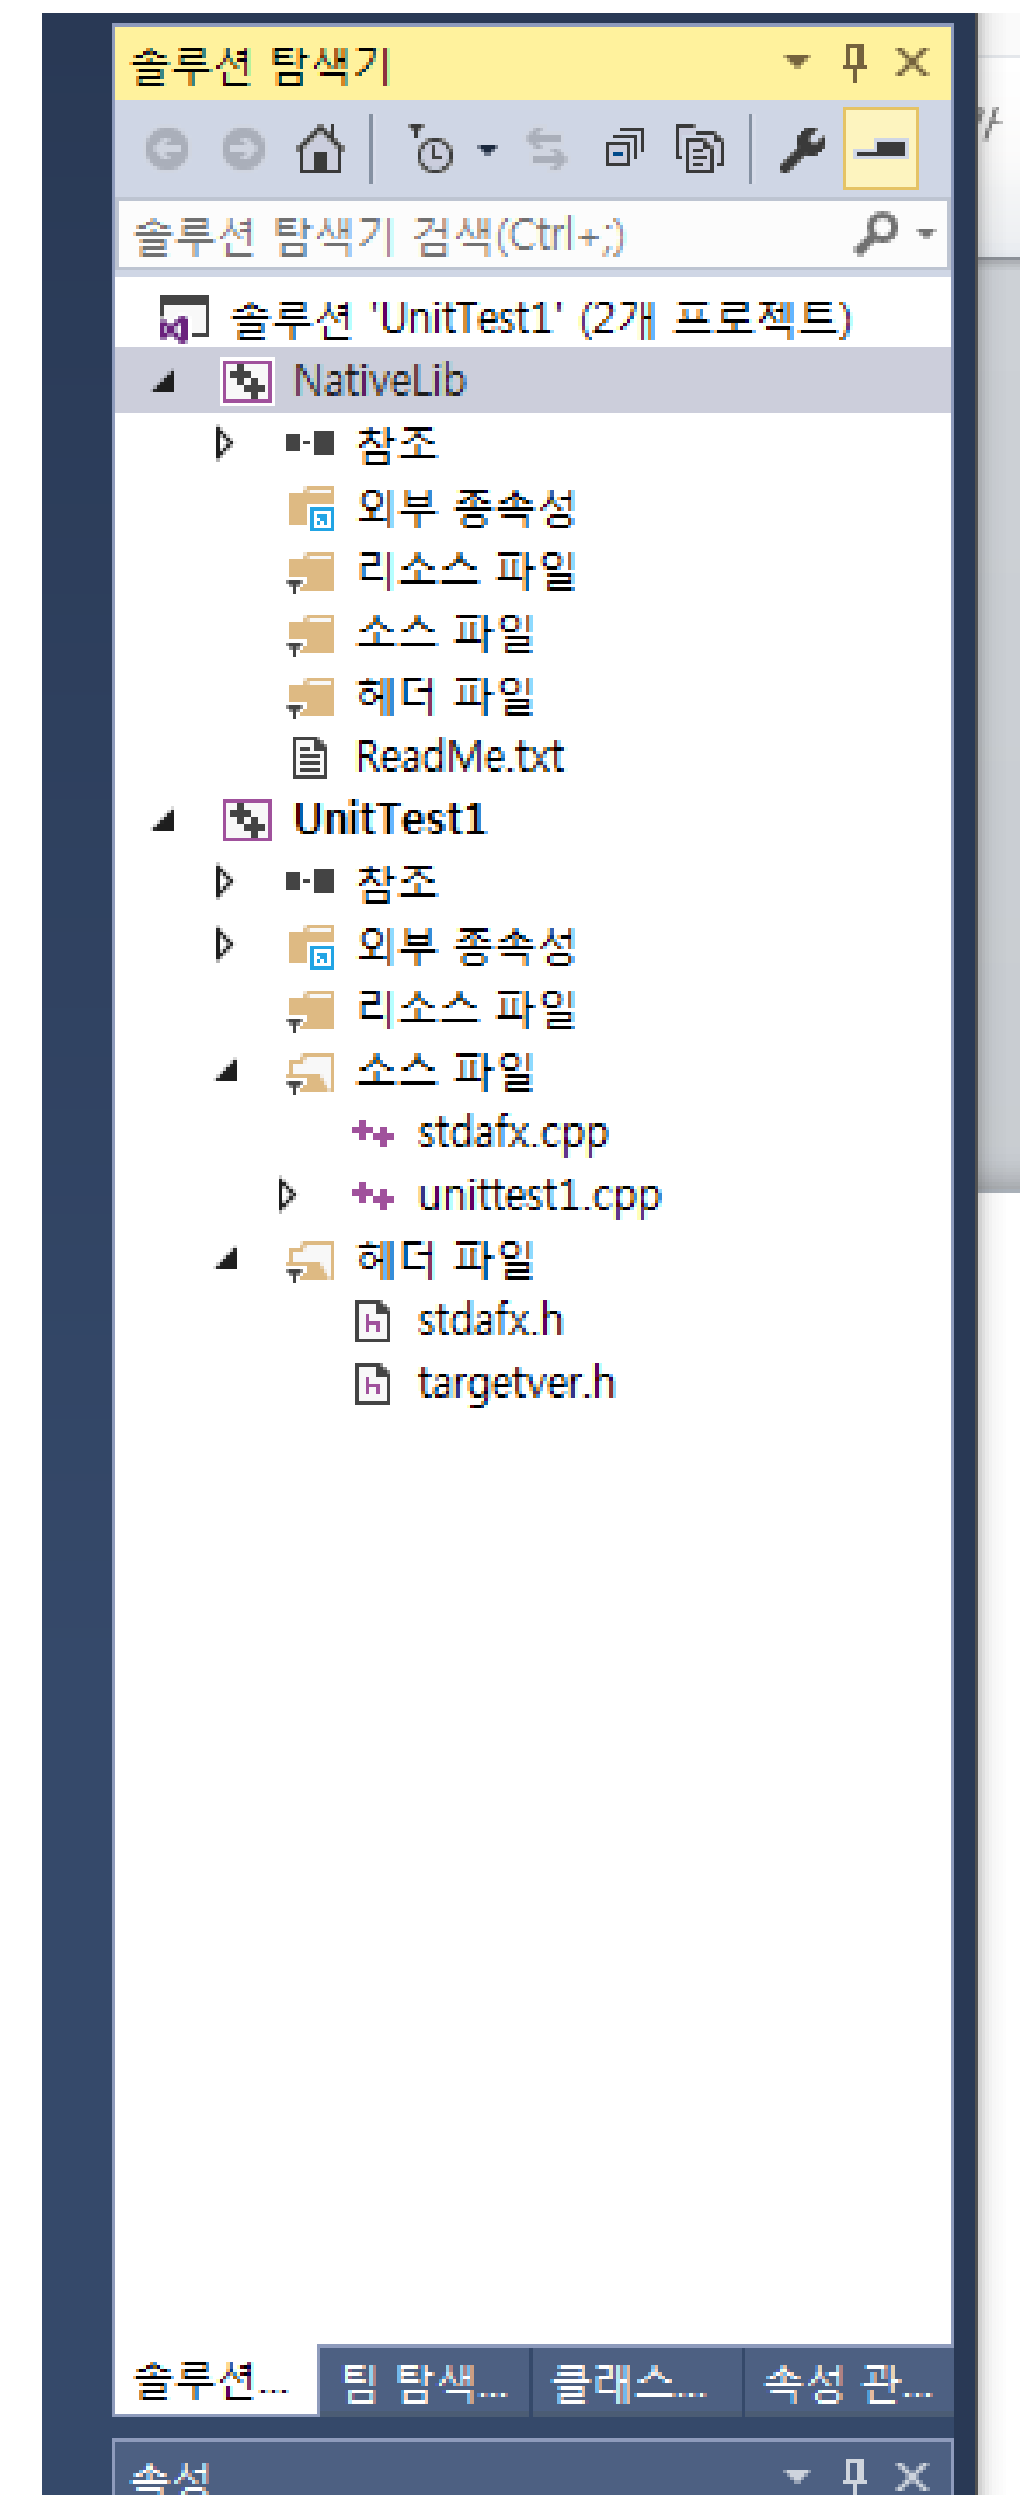 솔루션 탐색기
솔루션 탐색기 검색(Ctrl+;)
솔루션 'UnitTest1' (2개 프로젝트)
NativeLib
참조
외부 종속성
리소스 파일
소스 파일
헤더 파일
ReadMe.txt
UnitTest1
참조
외부 종속성
리소스 파일
소스 파일
stdafx.cpp
unittest1.cpp
헤더 파일
stdafx.h
targetver.h
솔루션... 팀 탐색... 클래스... 속성 관...
속성